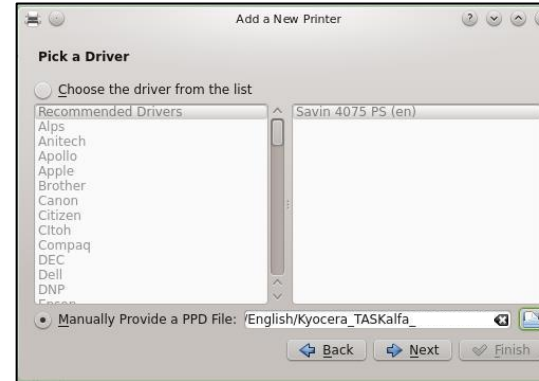 Add a New Printer
Pick a Driver
Choose the driver from the list
Recommended Drivers
Alps
Anitech
Apollo
Apple
Brother
Canon
Citizen
CItoh
Compaq
DEC
Dell
DNP
Epson
Savin 4075 PS (en)
Manually Provide a PPD File: /English/Kyocera_TASKalfa_
Back
Next
Finish